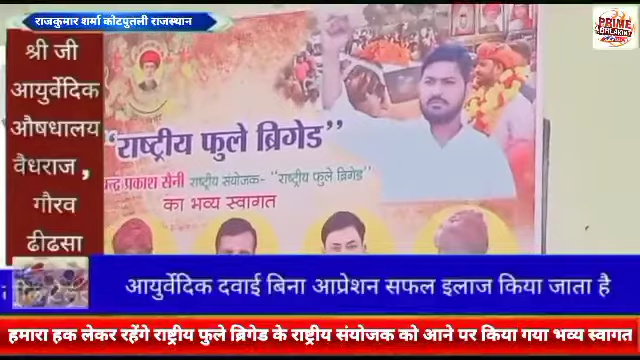 राजकुमार शर्मा कोटपुतली राजस्थान
PRIME
BREAKING
श्री जी
आयुर्वेदिक
औषधालय
वैधराज ,
गौरव
ढीढसा
“राष्ट्रीय फुले ब्रिगेड”
प्रकाश सैनी राष्ट्रीय संयोजक- “राष्ट्रीय फुले ब्रिगेड”
का भव्य स्वागत
आयुर्वेदिक दवाई बिना आप्रेशन सफल इलाज किया जाता है
हमारा हक लेकर रहेंगे राष्ट्रीय फुले ब्रिगेड के राष्ट्रीय संयोजक को आने पर किया गया भव्य स्वागत